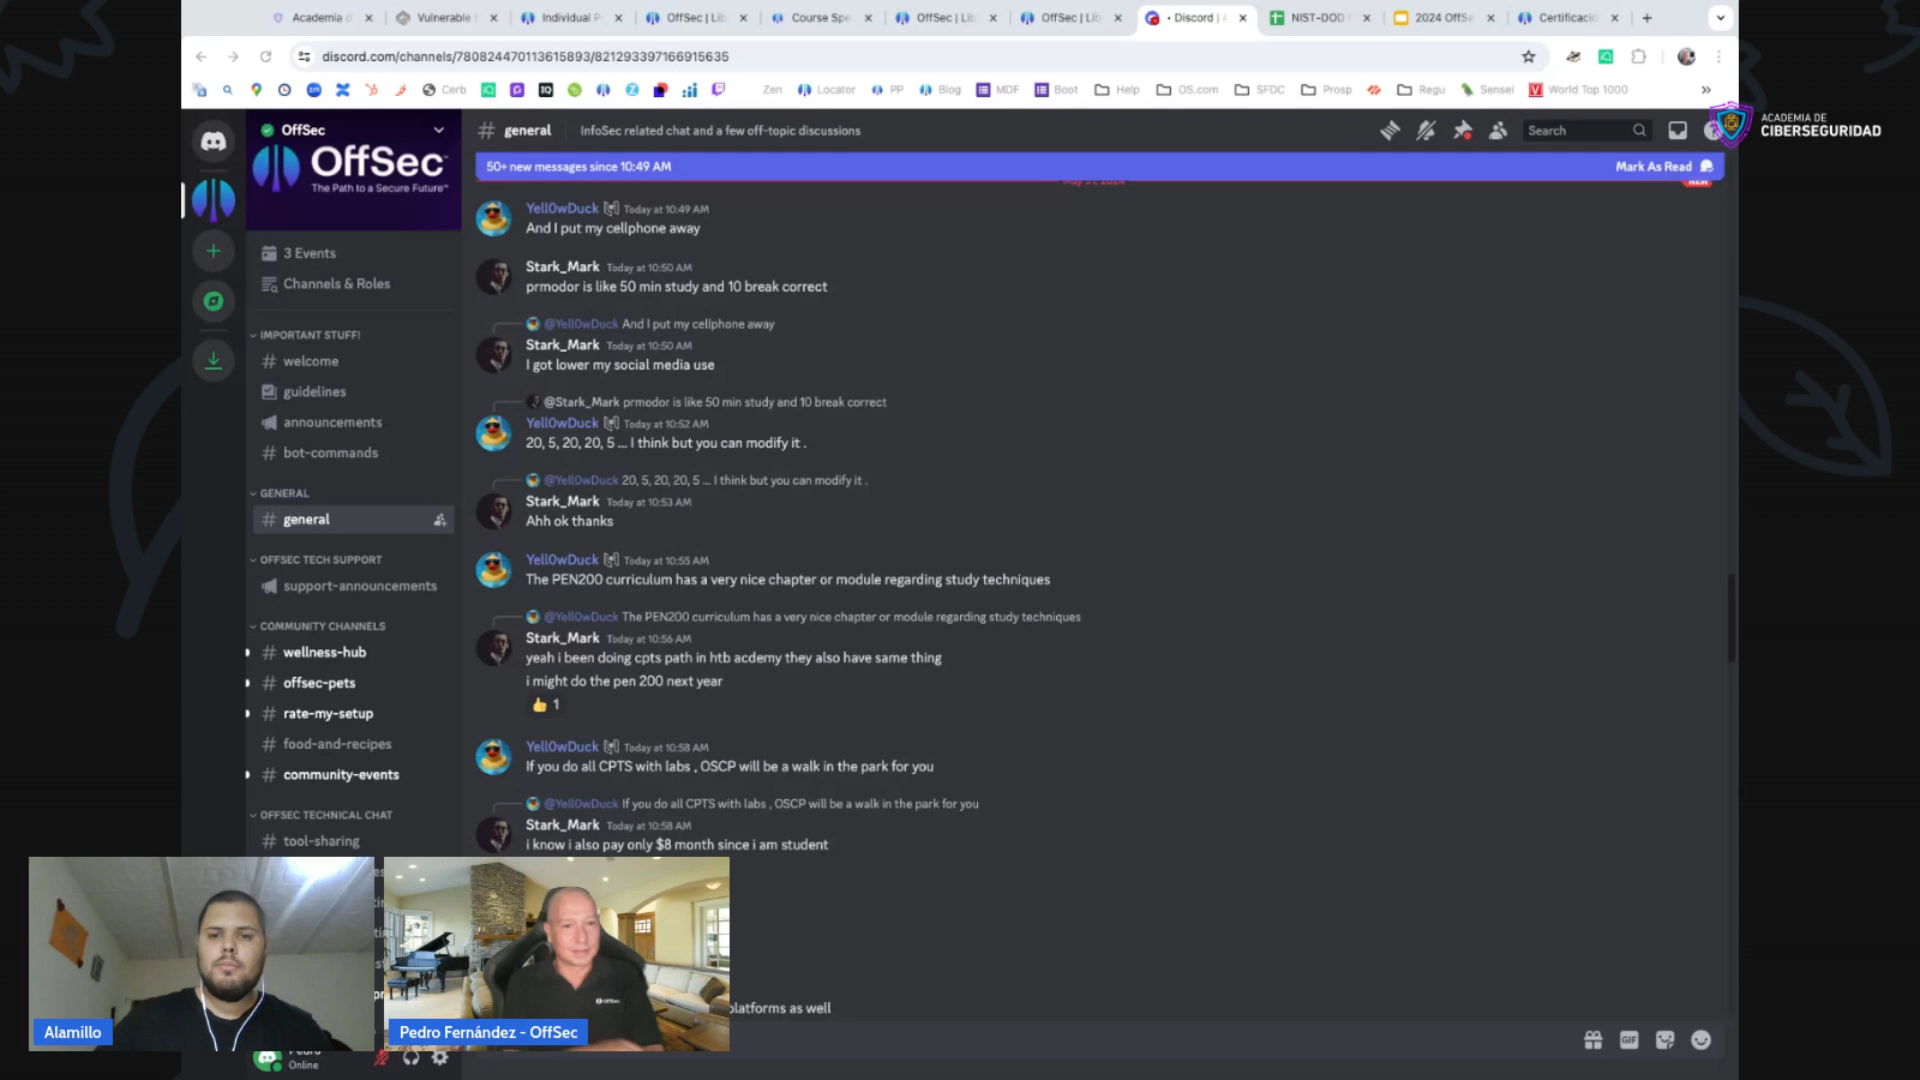 Academia d
Vulnerable
Individual P
OffSec | Lib
Course Spe
OffSec | Lib
OffSec | Lib
• Discord |
NIST-DOD
2024 OffSe
Certificació
discord.com/channels/780824470113615893/821293397166915635
Cerb
Zen
Locator
PP
Blog
MDF
Boot
Help
OS.com
SFDC
Prosp
Regu
Sensei
World Top 1000
ACADEMIA DE
CIBERSEGURIDAD
OffSec
OffSec
The Path to a Secure Future™
3 Events
Channels & Roles
IMPORTANT STUFF!
welcome
guidelines
announcements
bot-commands
GENERAL
general
OFFSEC TECH SUPPORT
support-announcements
COMMUNITY CHANNELS
wellness-hub
offsec-pets
rate-my-setup
food-and-recipes
community-events
OFFSEC TECHNICAL CHAT
tool-sharing
# general InfoSec related chat and a few off-topic discussions
Search
50+ new messages since 10:49 AM
Mark As Read
Yell0wDuck Today at 10:49 AM
And I put my cellphone away
Stark_Mark Today at 10:50 AM
prmodor is like 50 min study and 10 break correct
@Yell0wDuck And I put my cellphone away
Stark_Mark Today at 10:50 AM
I got lower my social media use
@Stark_Mark prmodor is like 50 min study and 10 break correct
Yell0wDuck Today at 10:52 AM
20, 5, 20, 20, 5 ... I think but you can modify it .
@Yell0wDuck 20, 5, 20, 20, 5 ... I think but you can modify it .
Stark_Mark Today at 10:53 AM
Ahh ok thanks
Yell0wDuck Today at 10:55 AM
The PEN200 curriculum has a very nice chapter or module regarding study techniques
@Yell0wDuck The PEN200 curriculum has a very nice chapter or module regarding study techniques
Stark_Mark Today at 10:56 AM
yeah i been doing cpts path in htb acdemy they also have same thing
i might do the pen 200 next year
👍 1
Yell0wDuck Today at 10:58 AM
If you do all CPTS with labs , OSCP will be a walk in the park for you
@Yell0wDuck If you do all CPTS with labs , OSCP will be a walk in the park for you
Stark_Mark Today at 10:58 AM
i know i also pay only $8 month since i am student
platforms as well
GIF
OffSec
Alamillo
Pedro Fernández - OffSec
Online